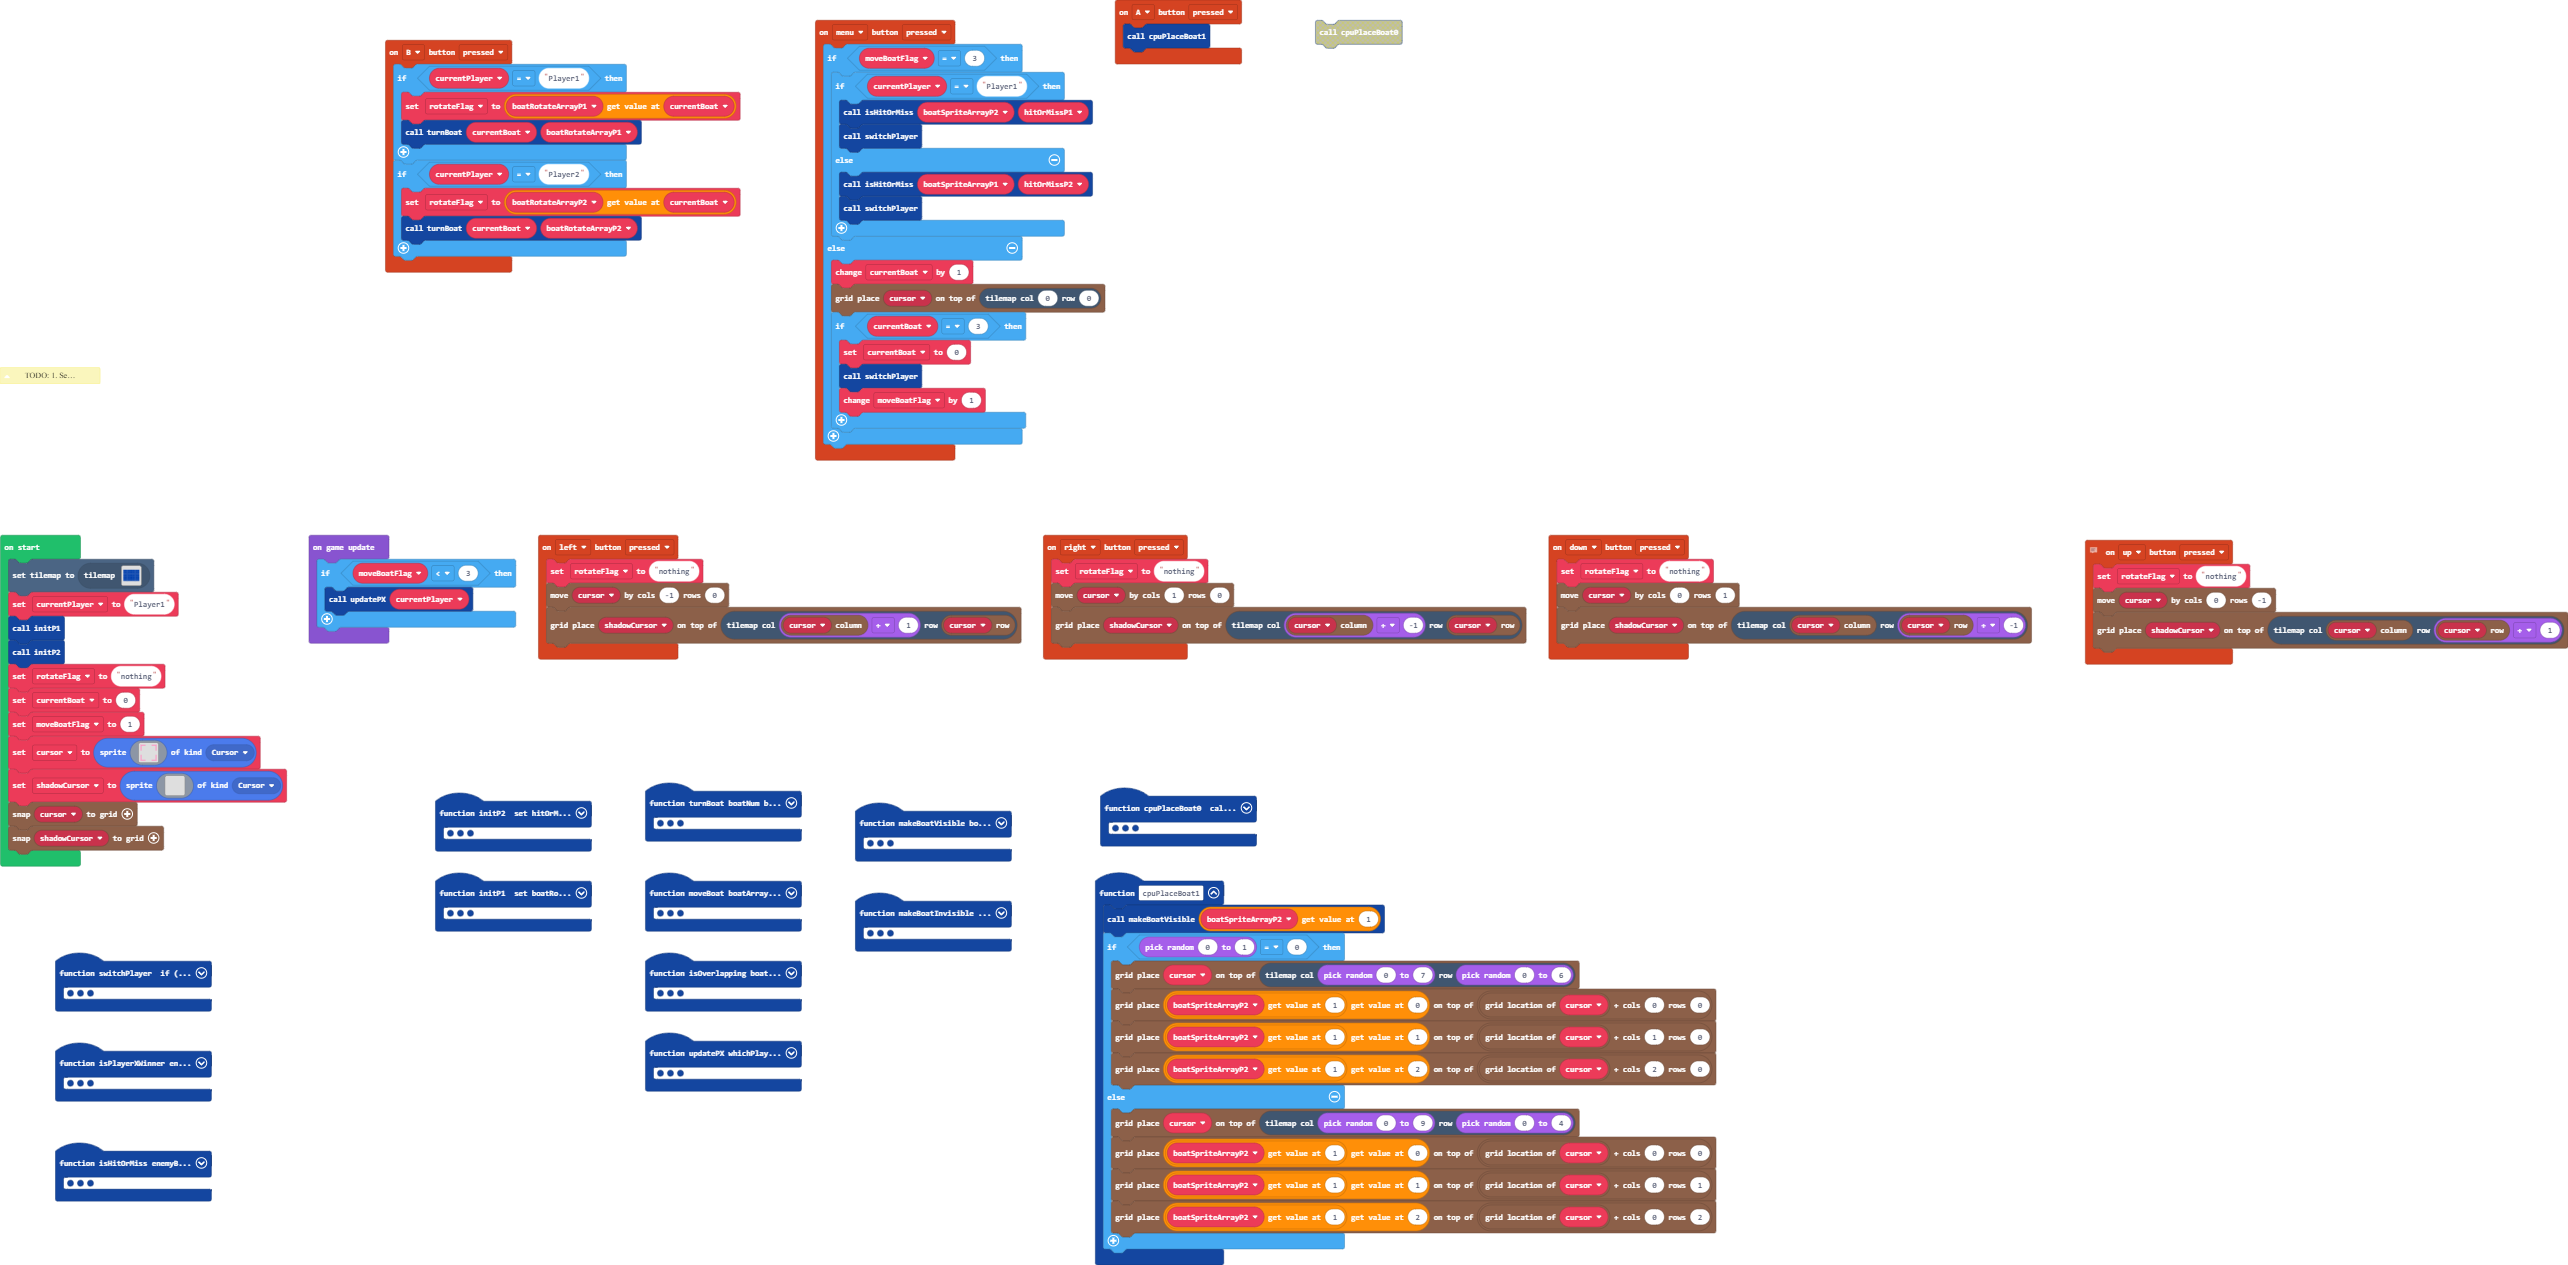 on A button pressed
call cpuPlaceBoat1
call cpuPlaceBoat0
on B button pressed
if currentPlayer = "Player1" then
set rotateFlag to boatRotateArrayP1 get value at currentBoat
call turnBoat currentBoat boatRotateArrayP1
if currentPlayer = "Player2" then
set rotateFlag to boatRotateArrayP2 get value at currentBoat
call turnBoat currentBoat boatRotateArrayP2
on menu button pressed
if moveBoatFlag = 3 then
if currentPlayer = "Player1" then
call isHitOrMiss boatSpriteArrayP2 hitOrMissP1
call switchPlayer
else
call isHitOrMiss boatSpriteArrayP1 hitOrMissP2
call switchPlayer
else
change currentBoat by 1
grid place cursor on top of tilemap col 0 row 0
if currentBoat = 3 then
set currentBoat to 0
call switchPlayer
change moveBoatFlag by 1
TODO: 1. Se...
on start
set tilemap to tilemap
set currentPlayer to "Player1"
call initP1
call initP2
set rotateFlag to "nothing"
set currentBoat to 0
set moveBoatFlag to 1
set cursor to sprite of kind Cursor
set shadowCursor to sprite of kind Cursor
snap cursor to grid
snap shadowCursor to grid
on game update
if moveBoatFlag < 3 then
call updatePX currentPlayer
on left button pressed
set rotateFlag to "nothing"
move cursor by cols -1 rows 0
grid place shadowCursor on top of tilemap col cursor column + 1 row cursor row
on right button pressed
set rotateFlag to "nothing"
move cursor by cols 1 rows 0
grid place shadowCursor on top of tilemap col cursor column + -1 row cursor row
on down button pressed
set rotateFlag to "nothing"
move cursor by cols 0 rows 1
grid place shadowCursor on top of tilemap col cursor column row cursor row + -1
on up button pressed
set rotateFlag to "nothing"
move cursor by cols 0 rows -1
grid place shadowCursor on top of tilemap col cursor column row cursor row + 1
function initP2 set hitOrM...
function initP1 set boatRo...
function turnBoat boatNum b...
function moveBoat boatArray...
function isOverlapping boat...
function updatePX whichPlay...
function makeBoatVisible bo...
function makeBoatInvisible ...
function switchPlayer if (...
function isPlayerXWinner en...
function isHitOrMiss enemyB...
function cpuPlaceBoat0 cal...
function cpuPlaceBoat1
call makeBoatVisible boatSpriteArrayP2 get value at 1
if pick random 0 to 1 = 0 then
grid place cursor on top of tilemap col pick random 0 to 7 row pick random 0 to 6
grid place boatSpriteArrayP2 get value at 1 get value at 0 on top of grid location of cursor + cols 0 rows 0
grid place boatSpriteArrayP2 get value at 1 get value at 1 on top of grid location of cursor + cols 1 rows 0
grid place boatSpriteArrayP2 get value at 1 get value at 2 on top of grid location of cursor + cols 2 rows 0
else
grid place cursor on top of tilemap col pick random 0 to 9 row pick random 0 to 4
grid place boatSpriteArrayP2 get value at 1 get value at 0 on top of grid location of cursor + cols 0 rows 0
grid place boatSpriteArrayP2 get value at 1 get value at 1 on top of grid location of cursor + cols 0 rows 1
grid place boatSpriteArrayP2 get value at 1 get value at 2 on top of grid location of cursor + cols 0 rows 2